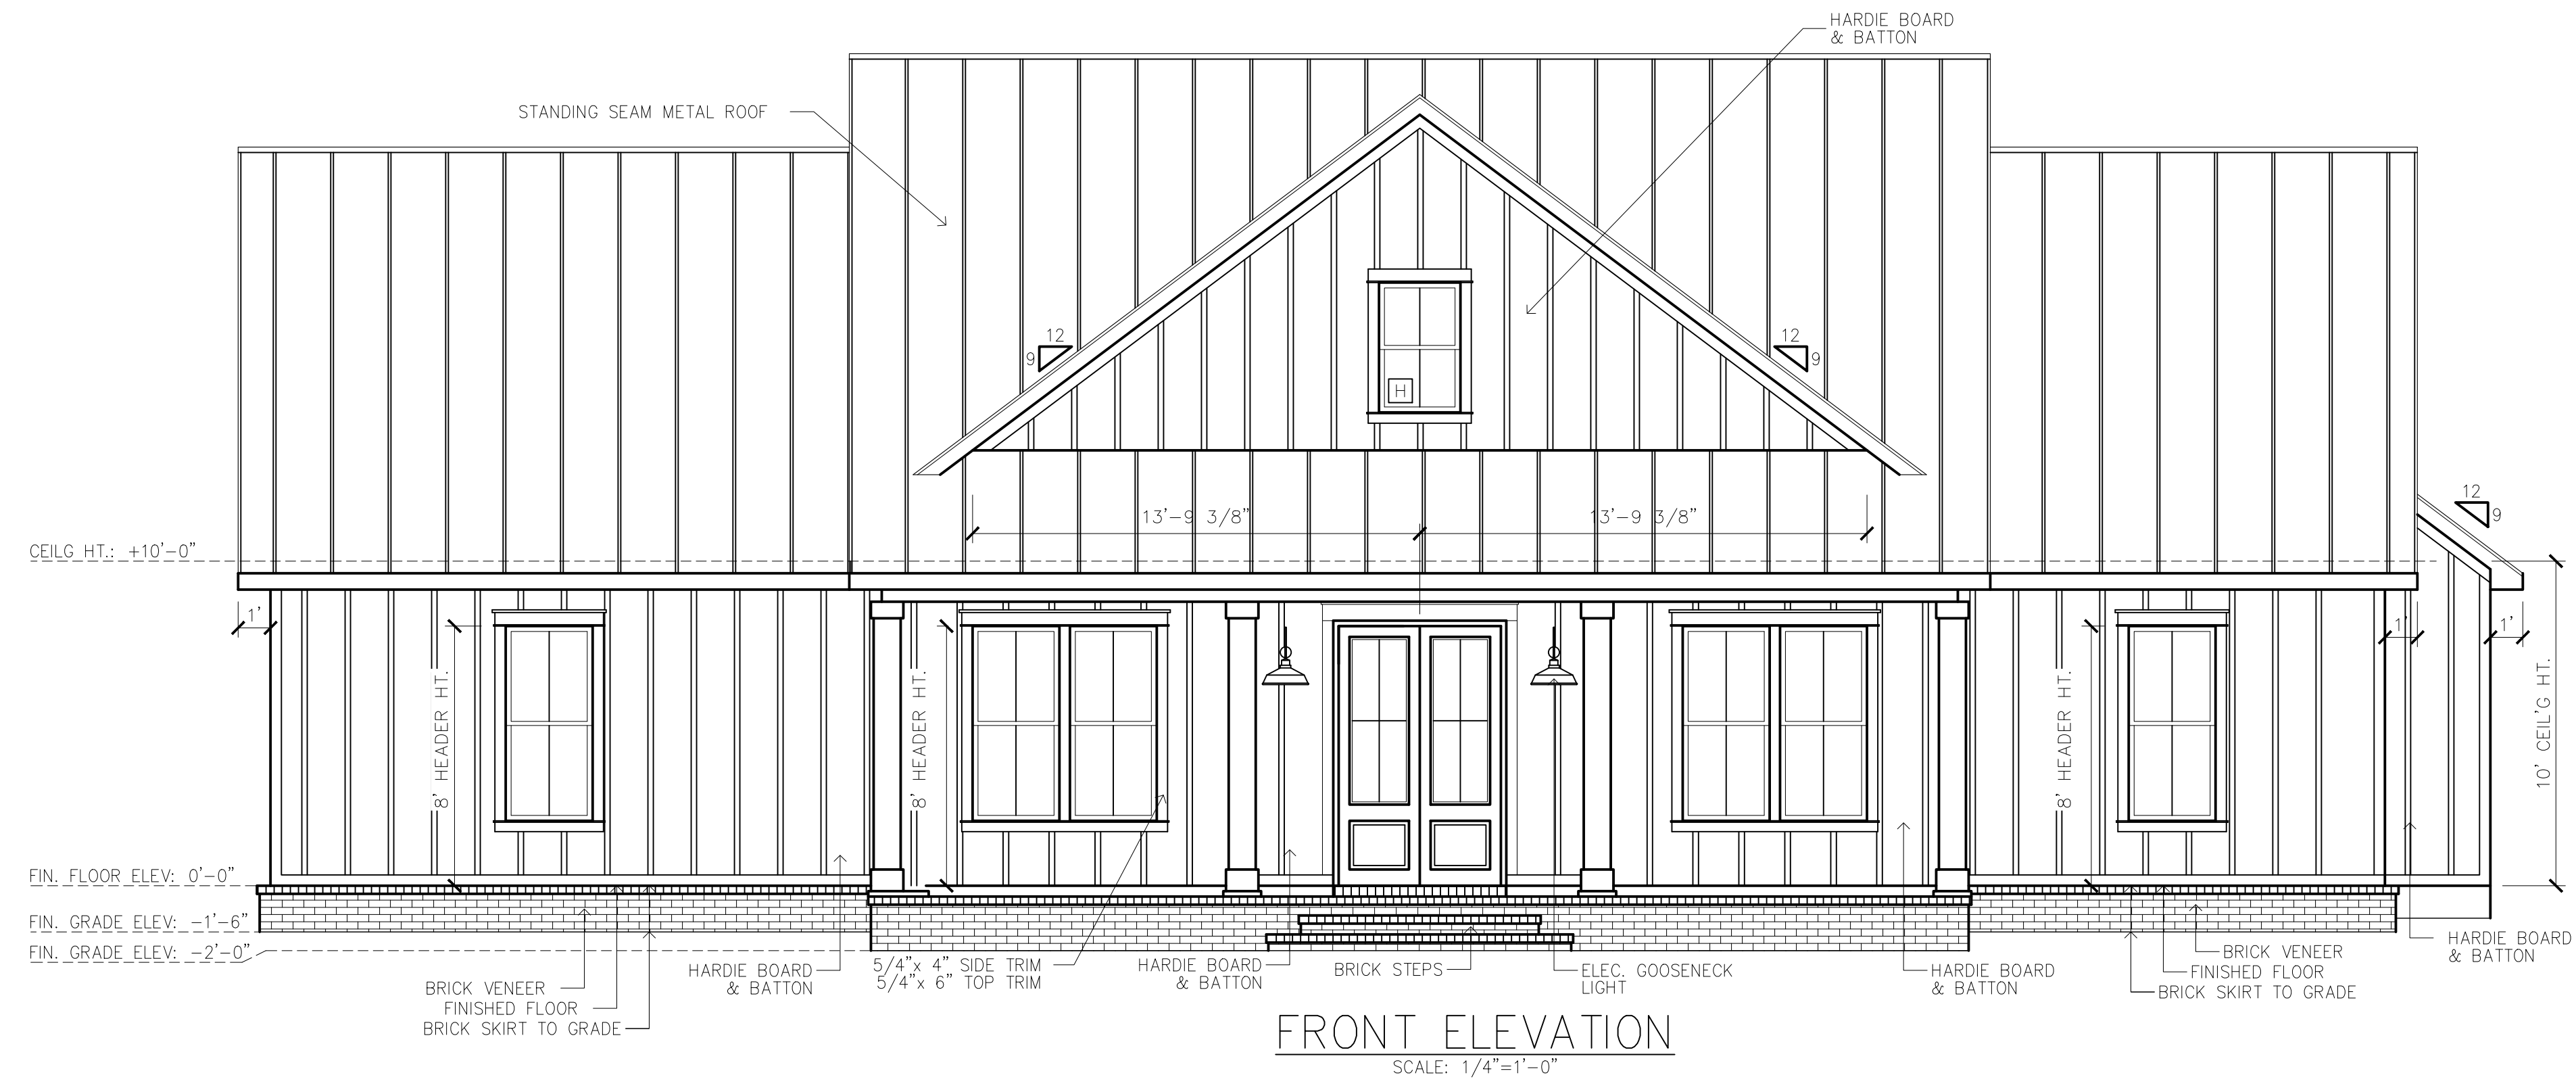 HARDIE BOARD
& BATTON
STANDING SEAM METAL ROOF
12
9
12
9
H
12
9
13'-9 3/8"
13'-9 3/8"
CEILG HT.: +10'-0"
1'
1'
1'
8' HEADER HT.
8' HEADER HT.
8' HEADER HT.
10' CEIL'G HT.
FIN. FLOOR ELEV: 0'-0"
FIN. GRADE ELEV: -1'-6"
FIN. GRADE ELEV: -2'-0"
HARDIE BOARD
& BATTON
BRICK VENEER
FINISHED FLOOR
BRICK SKIRT TO GRADE
5/4"x 4" SIDE TRIM
5/4"x 6" TOP TRIM
HARDIE BOARD
& BATTON
BRICK STEPS
ELEC. GOOSENECK
LIGHT
HARDIE BOARD
& BATTON
BRICK VENEER
FINISHED FLOOR
BRICK SKIRT TO GRADE
HARDIE BOARD
& BATTON
FRONT ELEVATION
SCALE: 1/4"=1'-0"